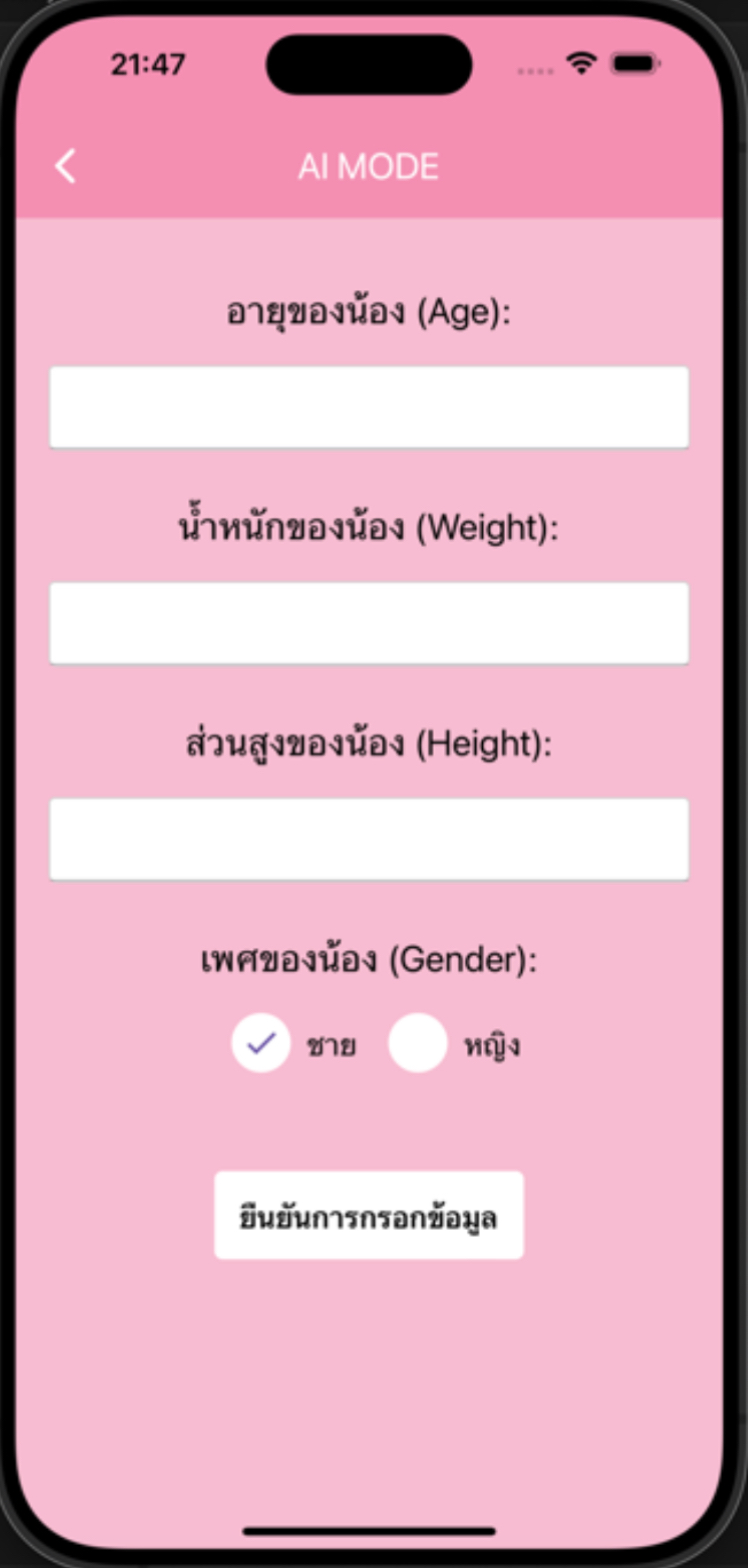 21:47
AI MODE
อายุของน้อง (Age):
น้ำหนักของน้อง (Weight):
ส่วนสูงของน้อง (Height):
เพศของน้อง (Gender):
ชาย หญิง
ยืนยันการกรอกข้อมูล